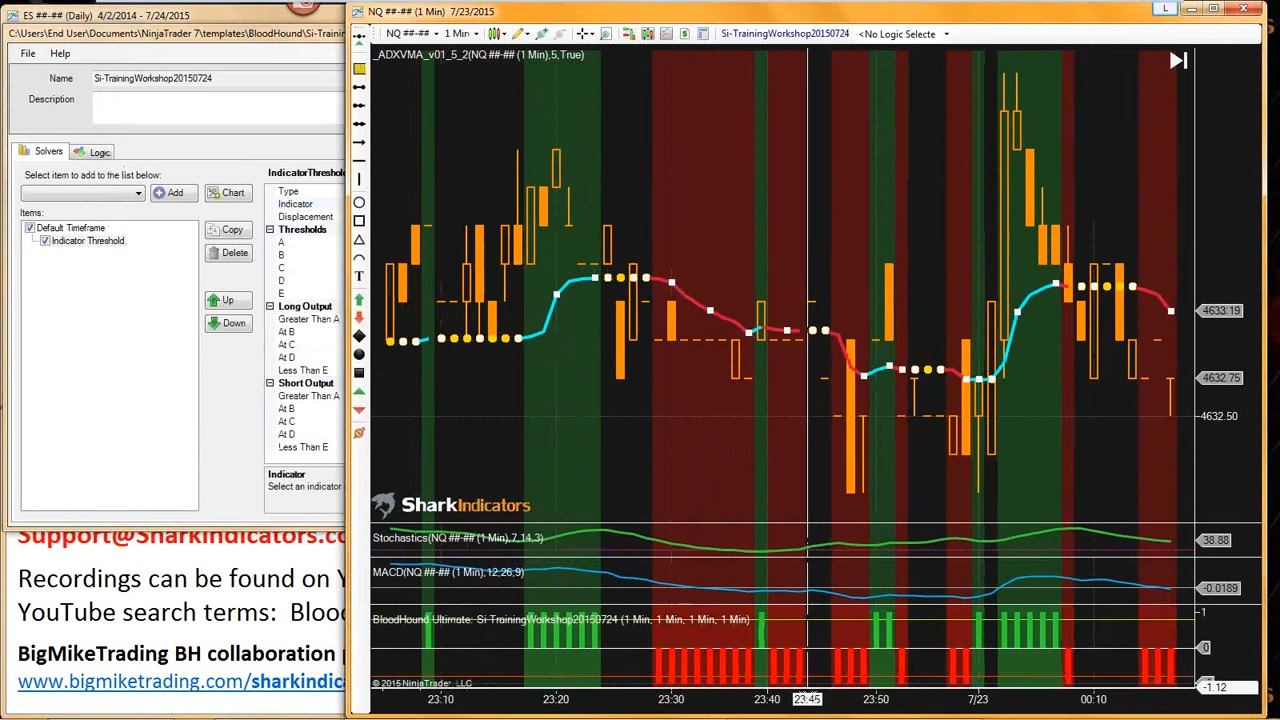 ES ##-## (Daily)  4/2/2014 - 7/24/2015
C:\Users\End User\Documents\NinjaTrader 7\templates\BloodHound\Si-Trainin
File
Help
Name
Si-TrainingWorkshop20150724
Description
Solvers
Logic
Select item to add to the list below:
Add
Chart
Items:
Default Timeframe
Indicator Threshold.
Copy
Delete
Up
Down
IndicatorThreshold
Type
Indicator
Displacement
Thresholds
A
B
C
D
E
Long Output
Greater Than A
At B
At C
At D
Less Than E
Short Output
Greater Than A
At B
At C
At D
Less Than E
Indicator
Select an indicator
Support@SharkIndicators.co
Recordings can be found on Y
YouTube search terms:  Blood
BigMikeTrading BH collaboration
www.bigmiketrading.com/sharkindica
NQ ##-## (1 Min)  7/23/2015
L
NQ ##-##
1 Min
$
Si-TrainingWorkshop20150724
<No Logic Selecte
T
_ADXVMA_v01_5_2(NQ ##-## (1 Min),5,True)
4633.19
4632.75
4632.50
SharkIndicators
Stochastics(NQ ##-## (1 Min),7,14,3)
38.88
MACD(NQ ##-## (1 Min),12,26,9)
-0.0189
BloodHound Ultimate: Si TrainingWorkshop20150724 (1 Min, 1 Min, 1 Min, 1 Min)
1
0
-1.12
© 2015 NinjaTrader, LLC
23:10
23:20
23:30
23:40
23:45
23:50
7/23
00:10